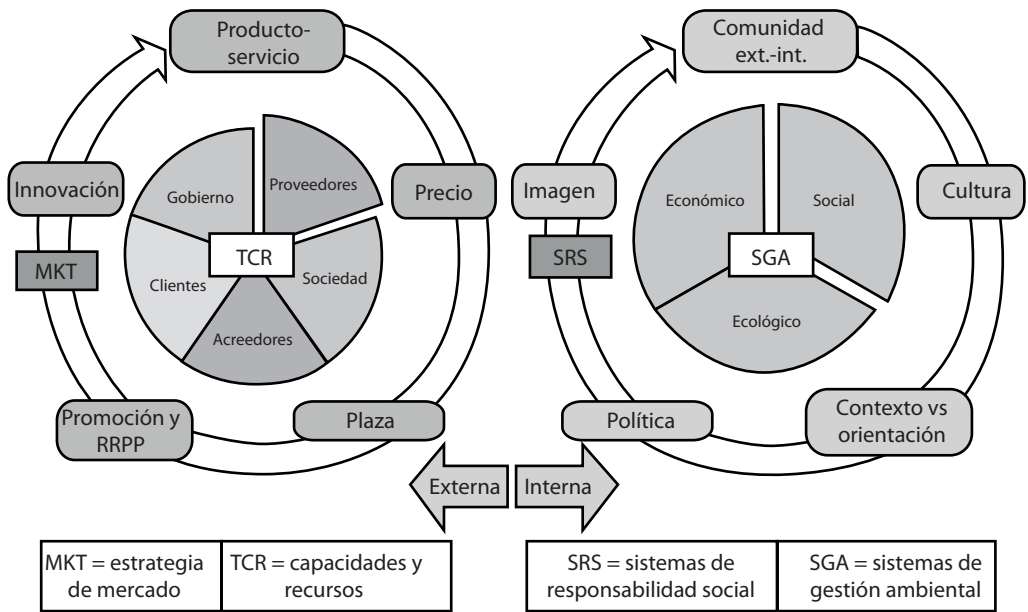 Producto-
servicio
Innovación
Precio
MKT
Gobierno
Proveedores
TCR
Clientes
Sociedad
Acreedores
Promoción y
RRPP
Plaza
Comunidad
ext.-int.
Imagen
Cultura
SRS
Económico
Social
SGA
Ecológico
Política
Contexto vs
orientación
Externa
Interna
MKT = estrategia
de mercado
TCR = capacidades y
recursos
SRS = sistemas de
responsabilidad social
SGA = sistemas de
gestión ambiental